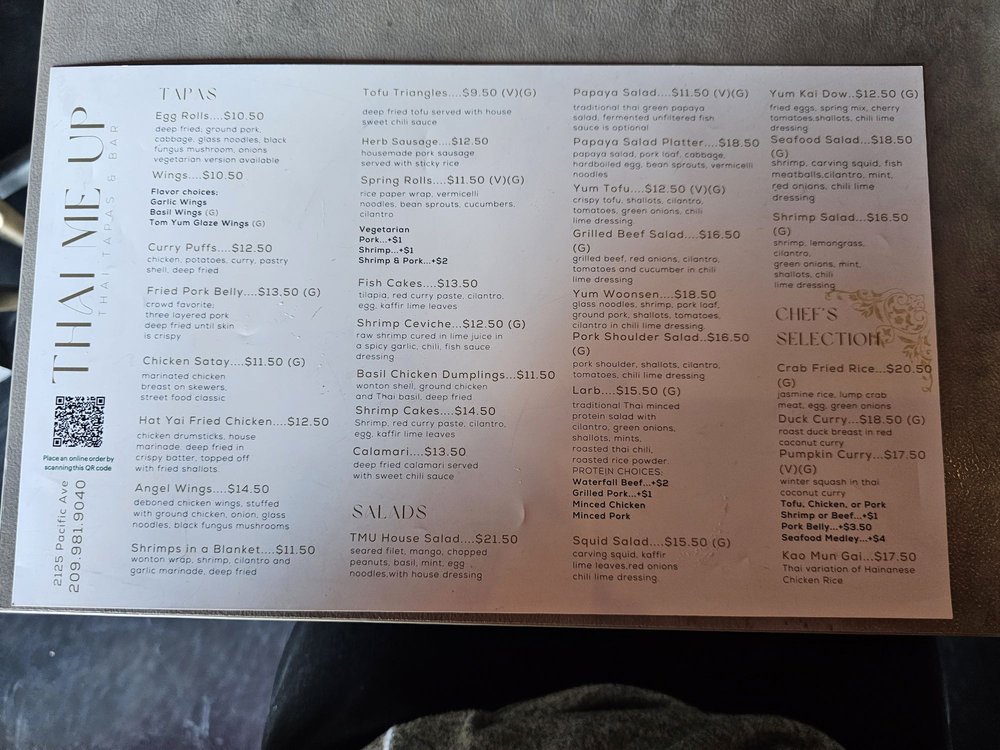 THAI ME UP
THAI TAPAS & BAR
Place an online order by
scanning this QR code
2125 Pacific Ave
209.981.9040
TAPAS
Egg Rolls....$10.50
deep fried, ground pork,
cabbage, glass noodles, black
fungus mushroom, onions
vegetarian version available
Wings....$10.50
Flavor choices:
Garlic Wings
Basil Wings (G)
Tom Yum Glaze Wings (G)
Curry Puffs....$12.50
chicken, potatoes, curry, pastry
shell, deep fried
Fried Pork Belly....$13.50 (G)
crowd favorite;
three layered pork
deep fried until skin
is crispy
Chicken Satay....$11.50 (G)
marinated chicken
breast on skewers,
street food classic
Hat Yai Fried Chicken....$12.50
chicken drumsticks, house
marinade, deep fried in
crispy batter, topped off
with fried shallots.
Angel Wings....$14.50
deboned chicken wings, stuffed
with ground chicken, onion, glass
noodles, black fungus mushrooms
Shrimps in a Blanket....$11.50
wonton wrap, shrimp, cilantro and
garlic marinade, deep fried
Tofu Triangles....$9.50 (V)(G)
deep fried tofu served with house
sweet chili sauce
Herb Sausage....$12.50
housemade pork sausage
served with sticky rice
Spring Rolls....$11.50 (V)(G)
rice paper wrap, vermicelli
noodles, bean sprouts, cucumbers,
cilantro
Vegetarian
Pork...+$1
Shrimp...+$1
Shrimp & Pork...+$2
Fish Cakes....$13.50
tilapia, red curry paste, cilantro,
egg, kaffir lime leaves
Shrimp Ceviche...$12.50 (G)
raw shrimp cured in lime juice in
a spicy garlic, chili, fish sauce
dressing
Basil Chicken Dumplings...$11.50
wonton shell, ground chicken
and Thai basil, deep fried
Shrimp Cakes....$14.50
Shrimp, red curry paste, cilantro,
egg, kaffir lime leaves
Calamari....$13.50
deep fried calamari served
with sweet chili sauce
SALADS
TMU House Salad....$21.50
seared filet, mango, chopped
peanuts, basil, mint, egg
noodles,with house dressing
Papaya Salad....$11.50 (V)(G)
traditional thai green papaya
salad, fermented unfiltered fish
sauce is optional
Papaya Salad Platter....$18.50
papaya salad, pork loaf, cabbage,
hardboiled egg, bean sprouts, vermicelli
noodles
Yum Tofu....$12.50 (V)(G)
crispy tofu, shallots, cilantro,
tomatoes, green onions, chili
lime dressing
Grilled Beef Salad....$16.50
(G)
grilled beef, red onions, cilantro,
tomatoes and cucumber in chili
lime dressing
Yum Woonsen....$18.50
glass noodles, shrimp, pork loaf,
ground pork, shallots, tomatoes,
cilantro in chili lime dressing
Pork Shoulder Salad..$16.50
(G)
pork shoulder, shallots, cilantro,
tomatoes, chili lime dressing
Larb....$15.50 (G)
traditional Thai minced
protein salad with
cilantro, green onions,
shallots, mints,
roasted thai chili,
roasted rice powder.
PROTEIN CHOICES:
Waterfall Beef...+$2
Grilled Pork...+$1
Minced Chicken
Minced Pork
Squid Salad....$15.50 (G)
carving squid, kaffir
lime leaves,red onions
chili lime dressing
Yum Kai Dow..$12.50 (G)
fried eggs, spring mix, cherry
tomatoes,shallots, chili lime
dressing
Seafood Salad...$18.50
(G)
shrimp, carving squid, fish
meatballs,cilantro, mint,
red onions, chili lime
dressing
Shrimp Salad...$16.50
(G)
shrimp, lemongrass,
cilantro,
green onions, mint,
shallots, chili
lime dressing
CHEF'S
SELECTION
Crab Fried Rice...$20.50
(G)
jasmine rice, lump crab
meat, egg, green onions
Duck Curry...$18.50 (G)
roast duck breast in red
coconut curry
Pumpkin Curry...$17.50
(V)(G)
winter squash in thai
coconut curry
Tofu, Chicken, or Pork
Shrimp or Beef...+$1
Pork Belly...+$3.50
Seafood Medley...+$4
Kao Mun Gai...$17.50
Thai variation of Hainanese
Chicken Rice